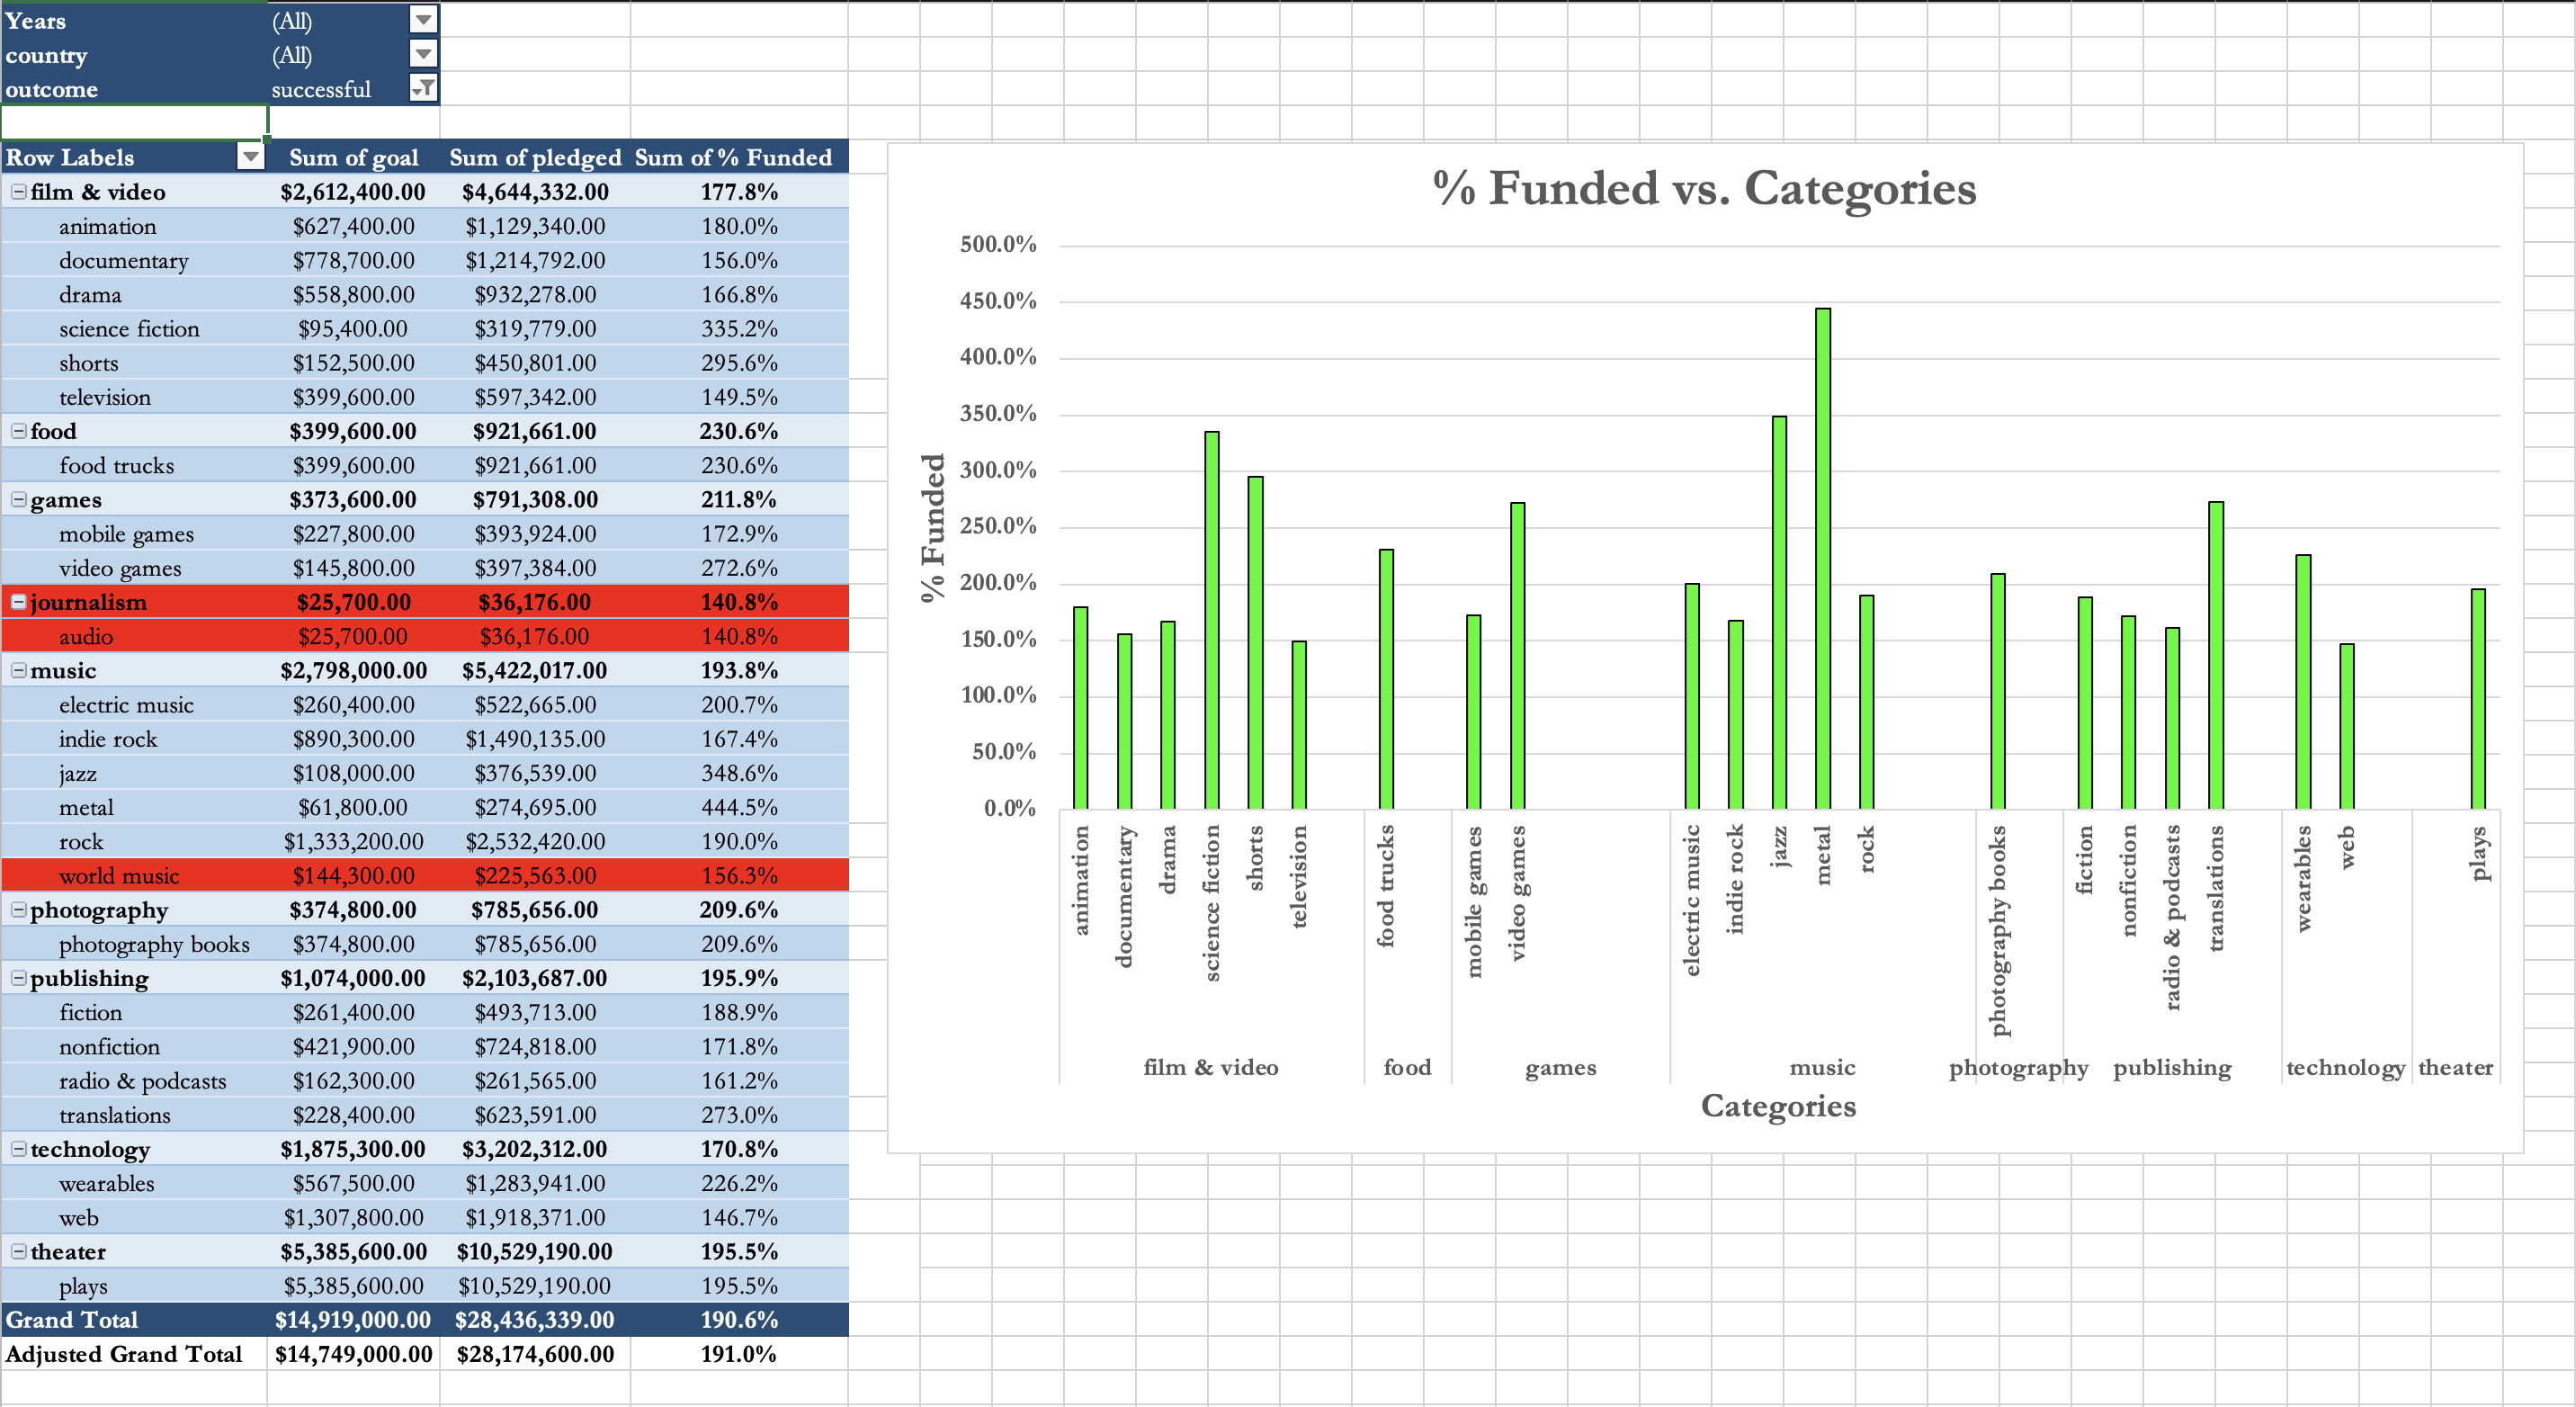 Years (All)
country (All)
outcome successful
Row Labels Sum of goal Sum of pledged Sum of % Funded
film & video $2,612,400.00 $4,644,332.00 177.8%
animation $627,400.00 $1,129,340.00 180.0%
documentary $778,700.00 $1,214,792.00 156.0%
drama $558,800.00 $932,278.00 166.8%
science fiction $95,400.00 $319,779.00 335.2%
shorts $152,500.00 $450,801.00 295.6%
television $399,600.00 $597,342.00 149.5%
food $399,600.00 $921,661.00 230.6%
food trucks $399,600.00 $921,661.00 230.6%
games $373,600.00 $791,308.00 211.8%
mobile games $227,800.00 $393,924.00 172.9%
video games $145,800.00 $397,384.00 272.6%
journalism $25,700.00 $36,176.00 140.8%
audio $25,700.00 $36,176.00 140.8%
music $2,798,000.00 $5,422,017.00 193.8%
electric music $260,400.00 $522,665.00 200.7%
indie rock $890,300.00 $1,490,135.00 167.4%
jazz $108,000.00 $376,539.00 348.6%
metal $61,800.00 $274,695.00 444.5%
rock $1,333,200.00 $2,532,420.00 190.0%
world music $144,300.00 $225,563.00 156.3%
photography $374,800.00 $785,656.00 209.6%
photography books $374,800.00 $785,656.00 209.6%
publishing $1,074,000.00 $2,103,687.00 195.9%
fiction $261,400.00 $493,713.00 188.9%
nonfiction $421,900.00 $724,818.00 171.8%
radio & podcasts $162,300.00 $261,565.00 161.2%
translations $228,400.00 $623,591.00 273.0%
technology $1,875,300.00 $3,202,312.00 170.8%
wearables $567,500.00 $1,283,941.00 226.2%
web $1,307,800.00 $1,918,371.00 146.7%
theater $5,385,600.00 $10,529,190.00 195.5%
plays $5,385,600.00 $10,529,190.00 195.5%
Grand Total $14,919,000.00 $28,436,339.00 190.6%
Adjusted Grand Total $14,749,000.00 $28,174,600.00 191.0%
% Funded vs. Categories
% Funded
500.0%
450.0%
400.0%
350.0%
300.0%
250.0%
200.0%
150.0%
100.0%
50.0%
0.0%
animation
documentary
drama
science fiction
shorts
television
food trucks
mobile games
video games
electric music
indie rock
jazz
metal
rock
photography books
fiction
nonfiction
radio & podcasts
translations
wearables
web
plays
film & video food games music photography publishing technology theater
Categories